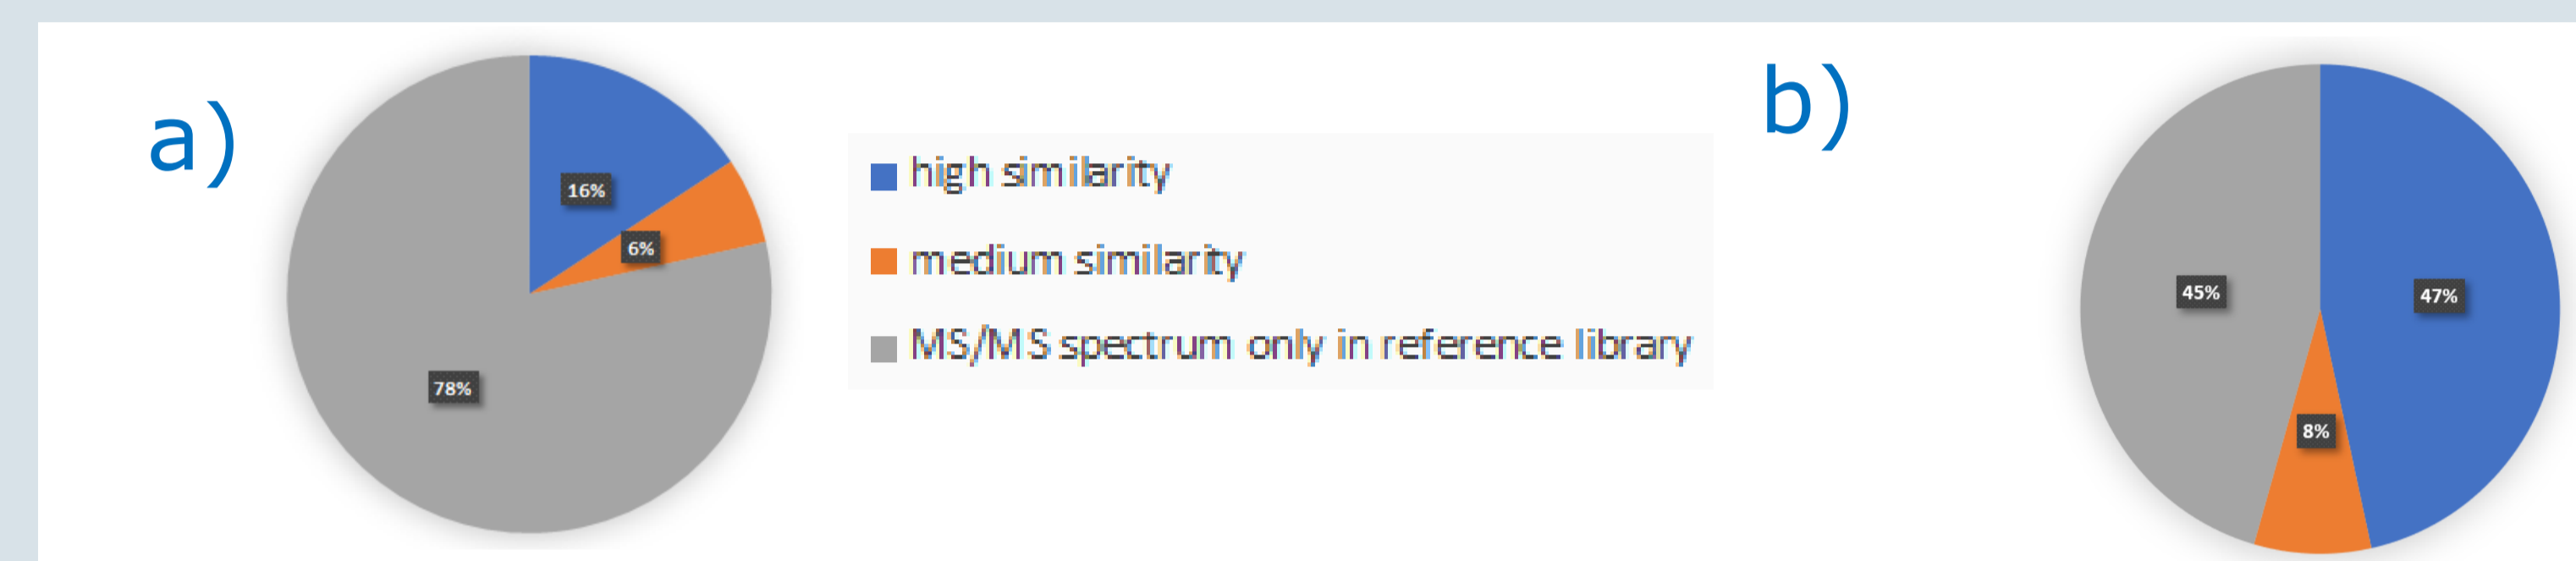 a)
16%
6%
78%
high similarity
medium similarity
MS/MS spectrum only in reference library
b)
45%
47%
8%